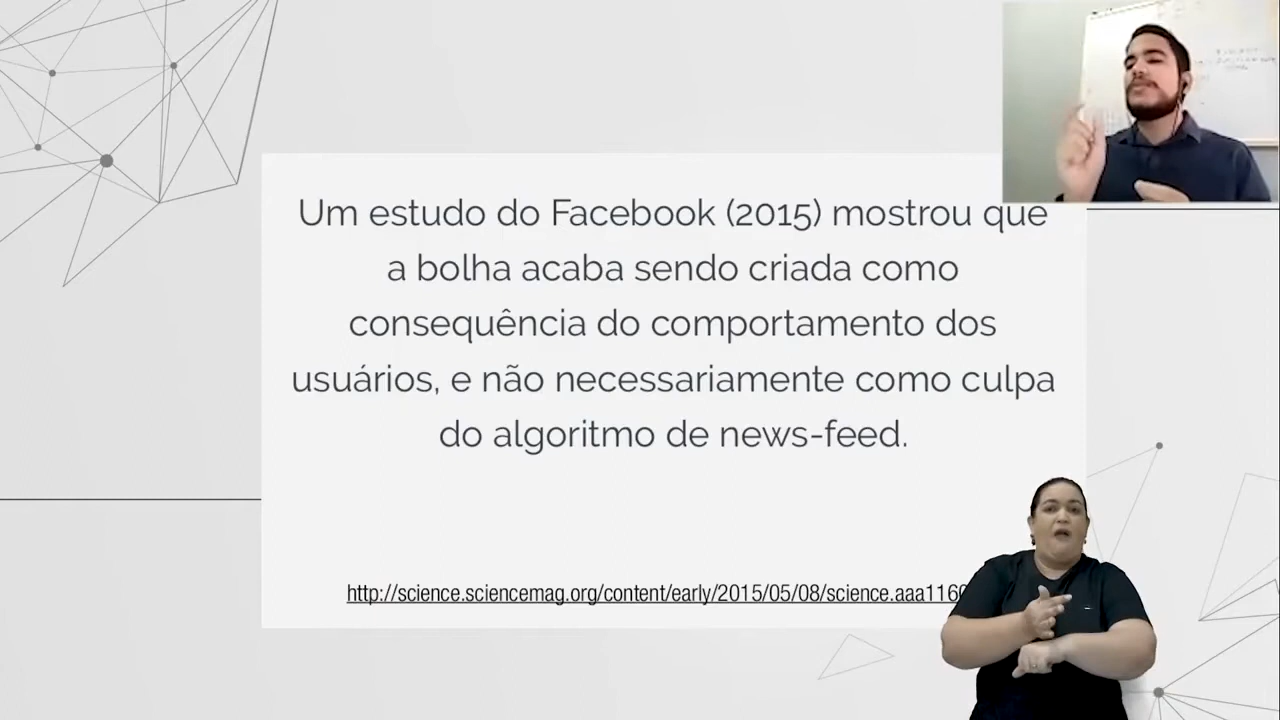 Um estudo do Facebook (2015) mostrou que
a bolha acaba sendo criada como
consequência do comportamento dos
usuários, e não necessariamente como culpa
do algoritmo de news-feed.
http://science.sciencemag.org/content/early/2015/05/08/science.aaa1160